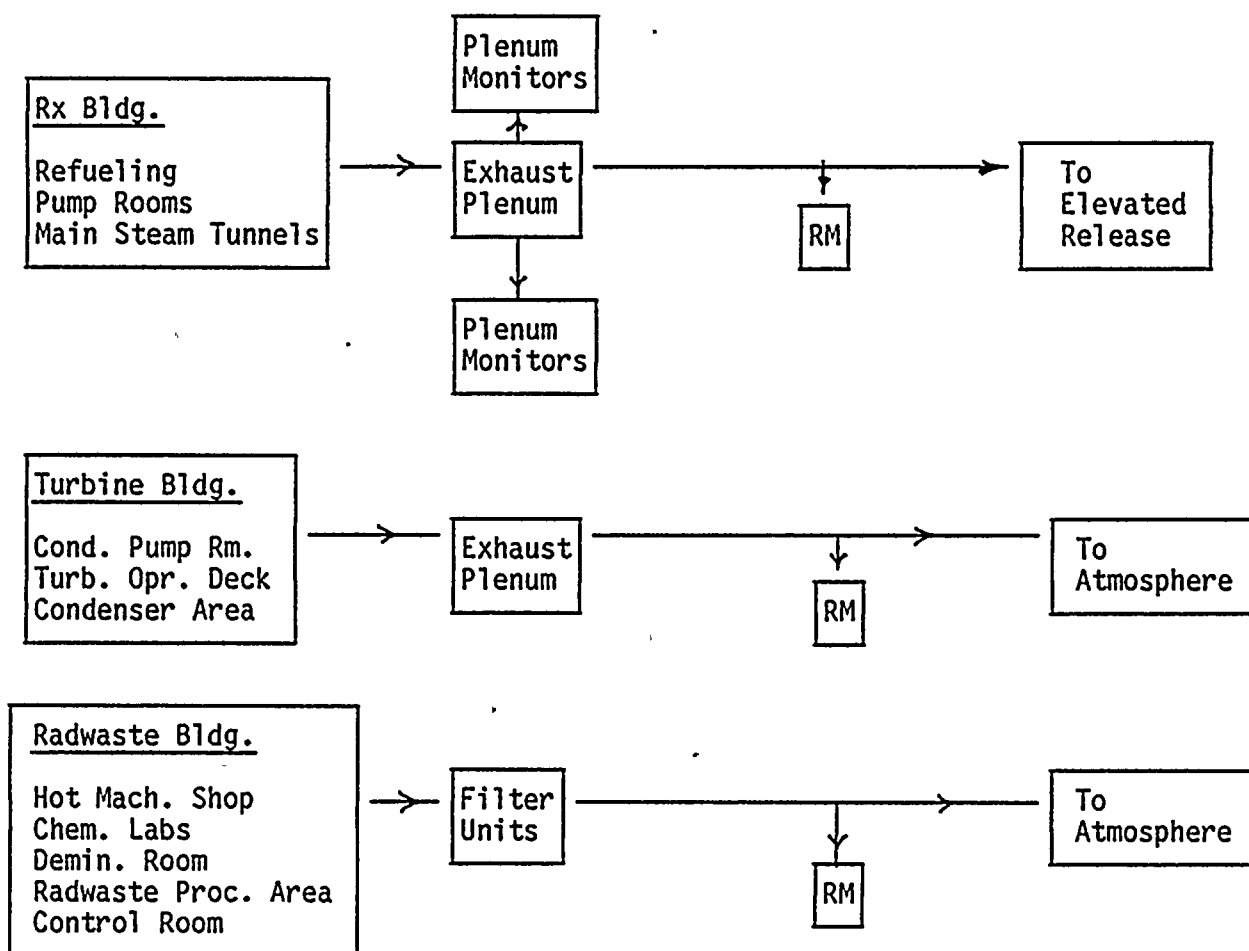 Plenum
Monitors
Rx Bldg.
Refueling
Pump Rooms
Main Steam Tunnels
Exhaust
Plenum
RM
To
Elevated
Release
Plenum
Monitors
Turbine Bldg.
Cond. Pump Rm.
Turb. Opr. Deck
Condenser Area
Exhaust
Plenum
RM
To
Atmosphere
Radwaste Bldg.
Hot Mach. Shop
Chem. Labs
Demin. Room
Radwaste Proc. Area
Control Room
Filter
Units
RM
To
Atmosphere